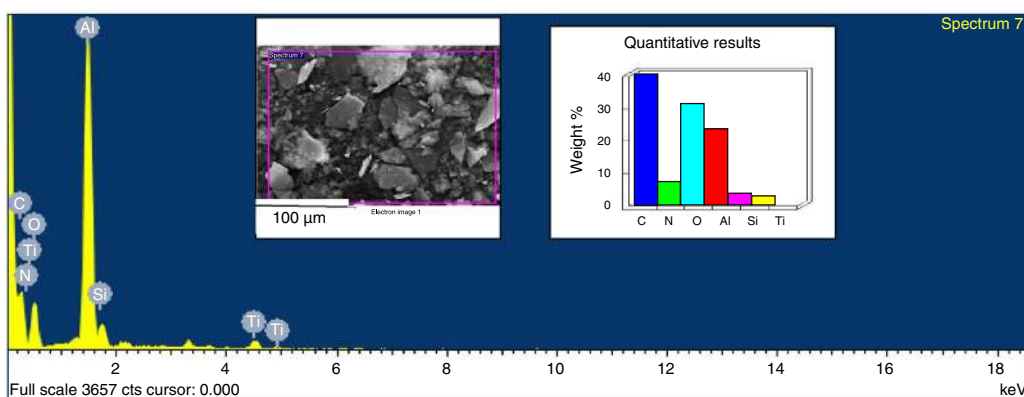 Spectrum 7
Al
C
O
Ti
N
Si
Ti
Ti
Spectrum 7
100 μm
Electron image 1
Quantitative results
Weight %
40
30
20
10
0
C N O Al Si Ti
2 4 6 8 10 12 14 16 18
Full scale 3657 cts cursor: 0.000
keV